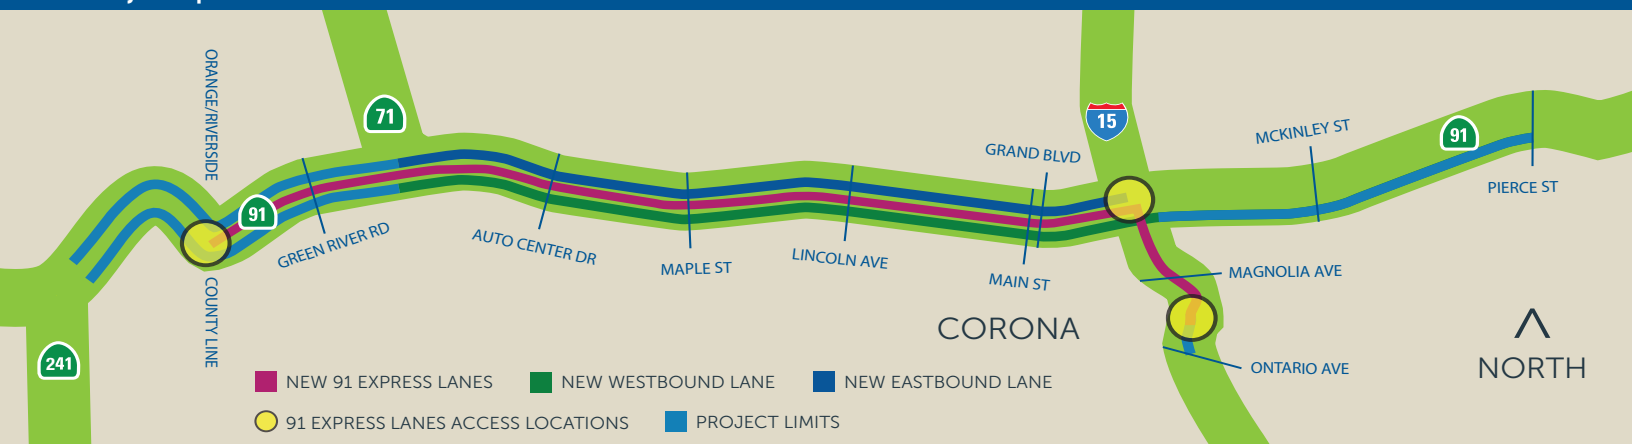 ORANGE/RIVERSIDE
COUNTY LINE
71
15
91
91
241
GREEN RIVER RD
AUTO CENTER DR
MAPLE ST
LINCOLN AVE
GRAND BLVD
MAIN ST
MCKINLEY ST
PIERCE ST
MAGNOLIA AVE
ONTARIO AVE
CORONA
NORTH
NEW 91 EXPRESS LANES
NEW WESTBOUND LANE
NEW EASTBOUND LANE
91 EXPRESS LANES ACCESS LOCATIONS
PROJECT LIMITS